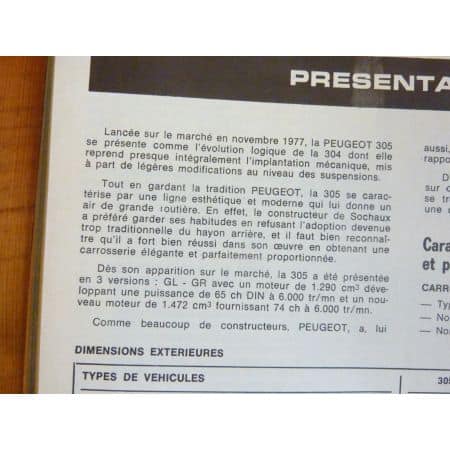 PRESENTA
Lancée sur le marché en novembre 1977, la PEUGEOT 305
se présente comme l'évolution logique de la 304 dont elle
reprend presque intégralement l'implantation mécanique, mis
à part de légères modifications au niveau des suspensions.
Tout en gardant la tradition PEUGEOT, la 305 se carac-
térise par une ligne esthétique et moderne qui lui donne un
air de grande routière. En effet, le constructeur de Sochaux
a préféré garder ses habitudes en refusant l'adoption devenue
trop traditionnelle du hayon arrière, et il faut bien reconnaî-
tre qu'il a fort bien réussi dans son œuvre en obtenant une
carrosserie élégante et parfaitement proportionnée.
Dès son apparition sur le marché, la 305 a été présentée
en 3 versions : GL - GR avec un moteur de 1.290 cm3 déve-
loppant une puissance de 65 ch DIN à 6.000 tr/mn et un nou-
veau moteur de 1.472 cm3 fournissant 74 ch à 6.000 tr/mn.
Comme beaucoup de constructeurs, PEUGEOT, a, lui
DIMENSIONS EXTERIEURES
TYPES DE VEHICULES
aussi,
rappo
D
sur c
se tr
une u
Cara
et p
CARR
— Ty
— No
— No
305